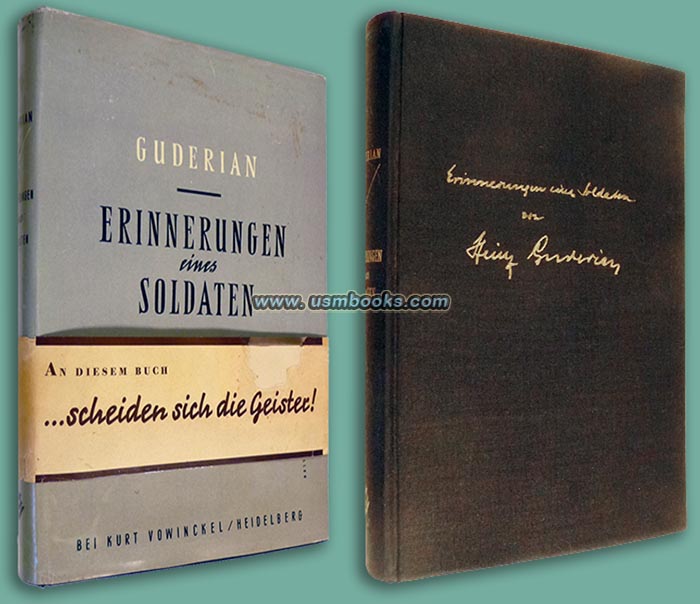 GUDERIAN
ERINNERUNGEN
eines
SOLDATEN
AN DIESEM BUCH
...scheiden sich die Geister!
BEI KURT VOWINCKEL/HEIDELBERG
www.usmbooks.com
Erinnerungen eines Soldaten
von
Heinz Guderian